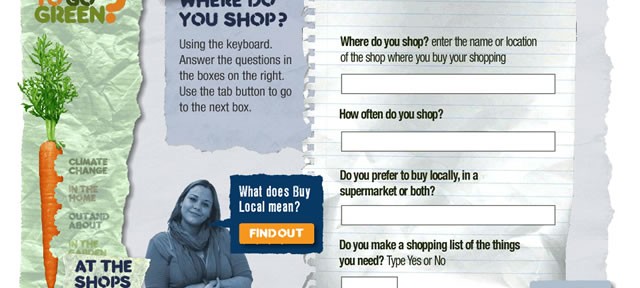 TO GO
GREEN?
WHERE DO
YOU SHOP?
Using the keyboard.
Answer the questions in
the boxes on the right.
Use the tab button to go
to the next box.
CLIMATE
CHANGE
IN THE
HOME
OUT AND
ABOUT
IN THE
GARDEN
AT THE
SHOPS
What does Buy
Local mean?
FIND OUT
Where do you shop? enter the name or location
of the shop where you buy your shopping
How often do you shop?
Do you prefer to buy locally, in a
supermarket or both?
Do you make a shopping list of the things
you need? Type Yes or No